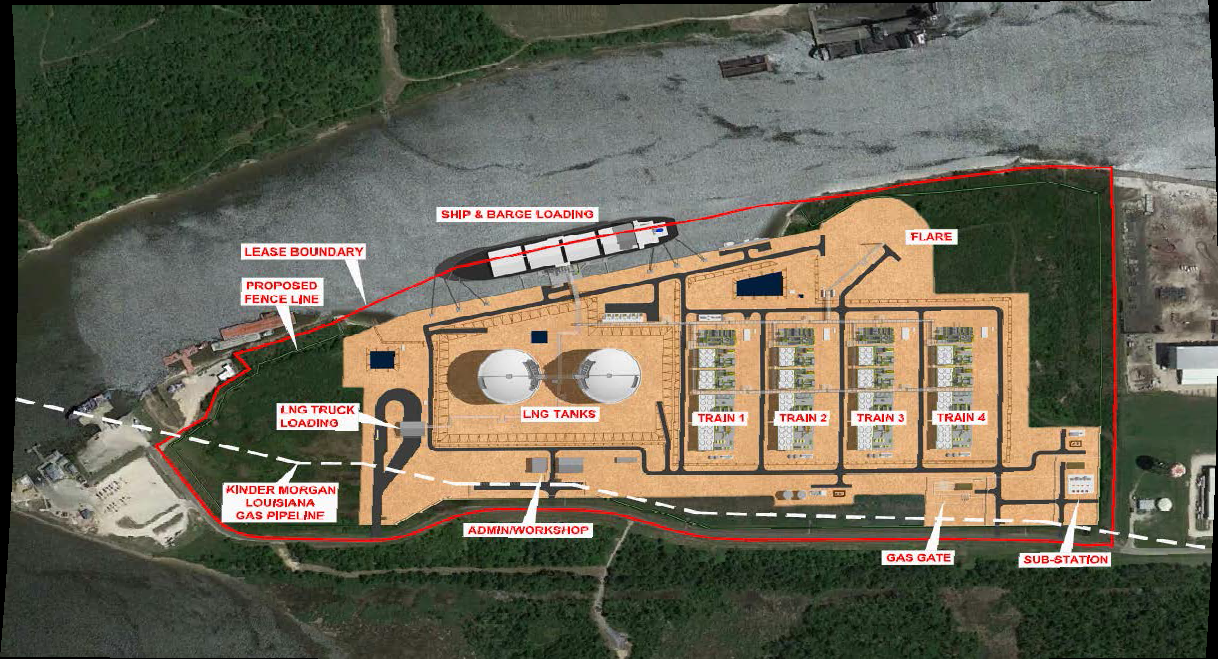 SHIP & BARGE LOADING
FLARE
LEASE BOUNDARY
PROPOSED
FENCE LINE
LNG TRUCK
LOADING
LNG TANKS
TRAIN 1
TRAIN 2
TRAIN 3
TRAIN 4
KINDER MORGAN
LOUISIANA
GAS PIPELINE
ADMIN/WORKSHOP
GAS GATE
SUB-STATION